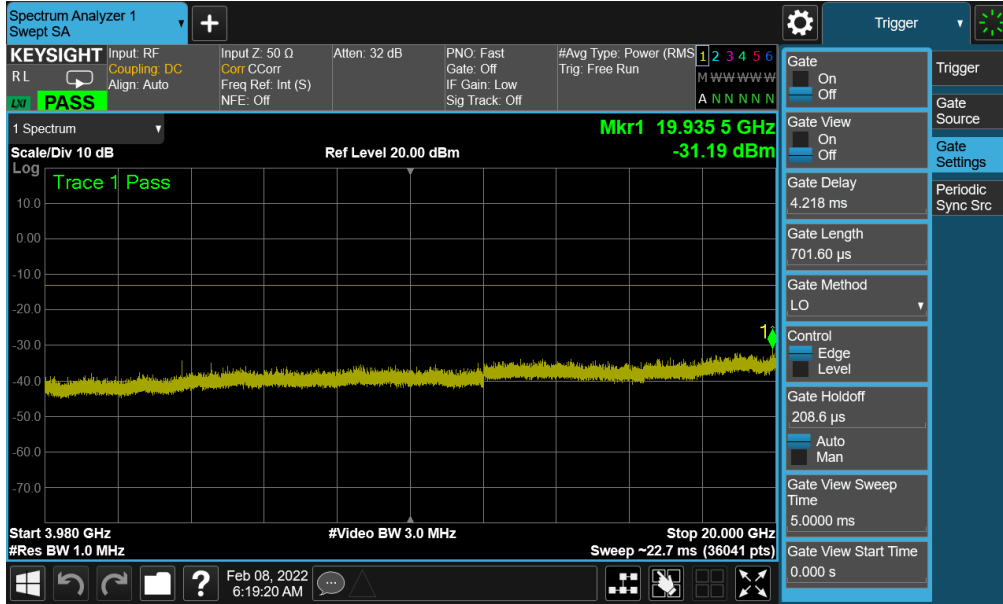 Spectrum Analyzer 1
Swept SA
Trigger
KEYSIGHT
Input: RF
Coupling: DC
Align: Auto
R L
LXI
PASS
Input Z: 50 Ω
Corr CCorr
Freq Ref: Int (S)
NFE: Off
Atten: 32 dB
PNO: Fast
Gate: Off
IF Gain: Low
Sig Track: Off
#Avg Type: Power (RMS
Trig: Free Run
1 2 3 4 5 6
M W W W W W
A N N N N N
1 Spectrum
Mkr1 19.935 5 GHz
-31.19 dBm
Scale/Div 10 dB
Ref Level 20.00 dBm
Log
Trace 1 Pass
10.0
0.00
-10.0
-20.0
-30.0
-40.0
-50.0
-60.0
-70.0
1
Start 3.980 GHz
#Video BW 3.0 MHz
Stop 20.000 GHz
#Res BW 1.0 MHz
Sweep ~22.7 ms (36041 pts)
?
Feb 08, 2022
6:19:20 AM
Gate
On
Off
Gate View
On
Off
Gate Delay
4.218 ms
Gate Length
701.60 µs
Gate Method
LO
Control
Edge
Level
Gate Holdoff
208.6 µs
Auto
Man
Gate View Sweep
Time
5.0000 ms
Gate View Start Time
0.000 s
Trigger
Gate
Source
Gate
Settings
Periodic
Sync Src